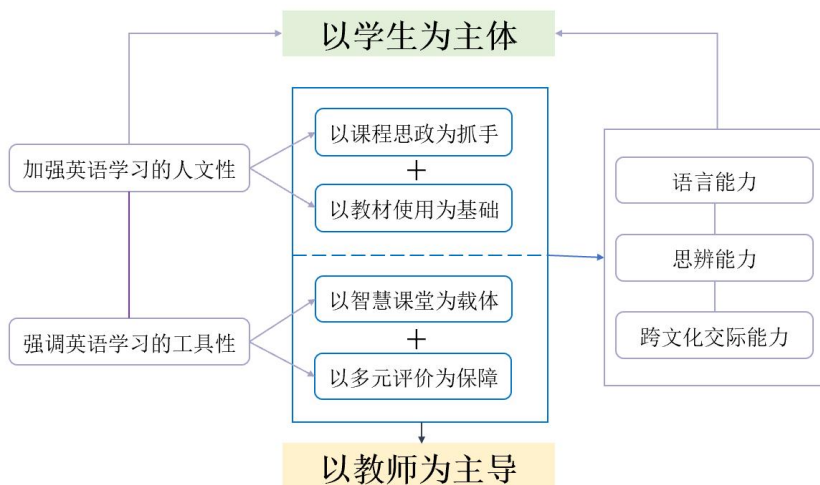 以学生为主体
以课程思政为抓手
+
加强英语学习的人文性
以教材使用为基础
语言能力
思辨能力
以智慧课堂为载体
+
强调英语学习的工具性
以多元评价为保障
跨文化交际能力
以教师为主导